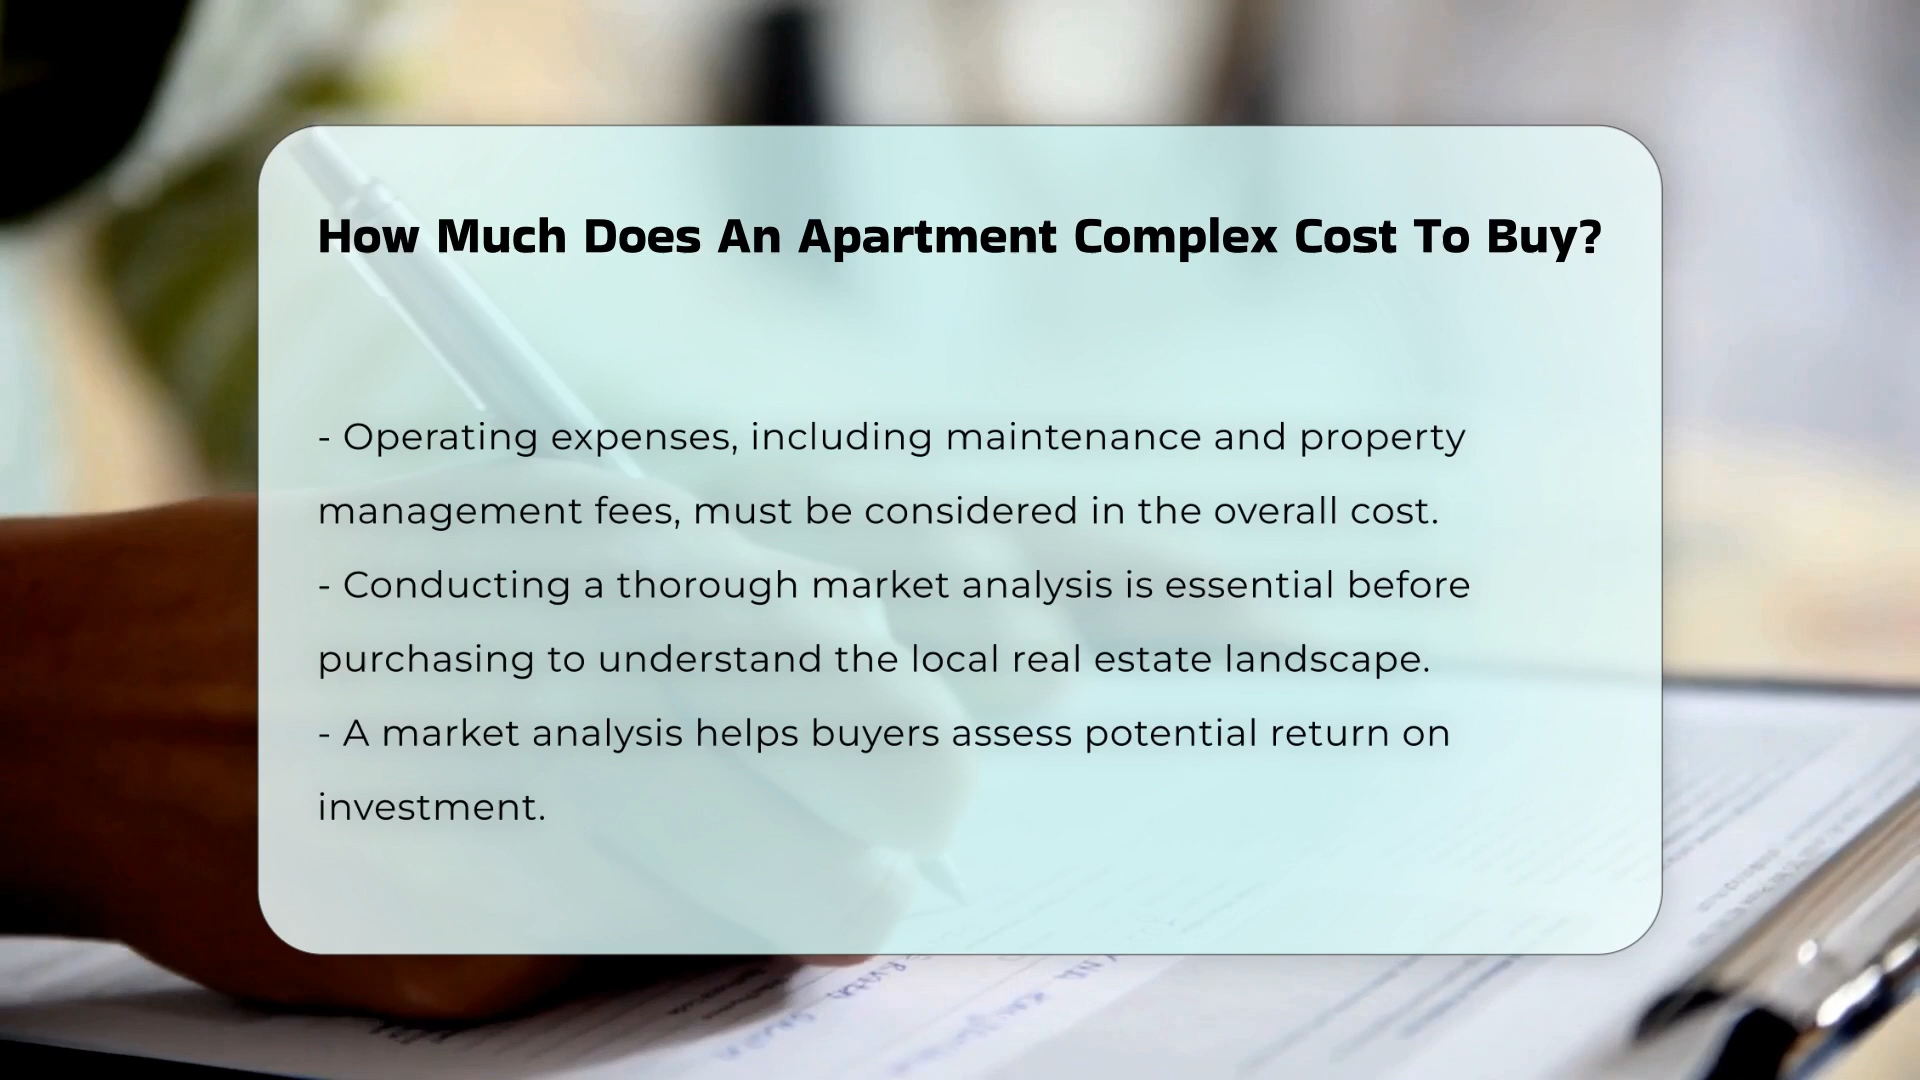 How Much Does An Apartment Complex Cost To Buy?
- Operating expenses, including maintenance and property
management fees, must be considered in the overall cost.
- Conducting a thorough market analysis is essential before
purchasing to understand the local real estate landscape.
- A market analysis helps buyers assess potential return on
investment.